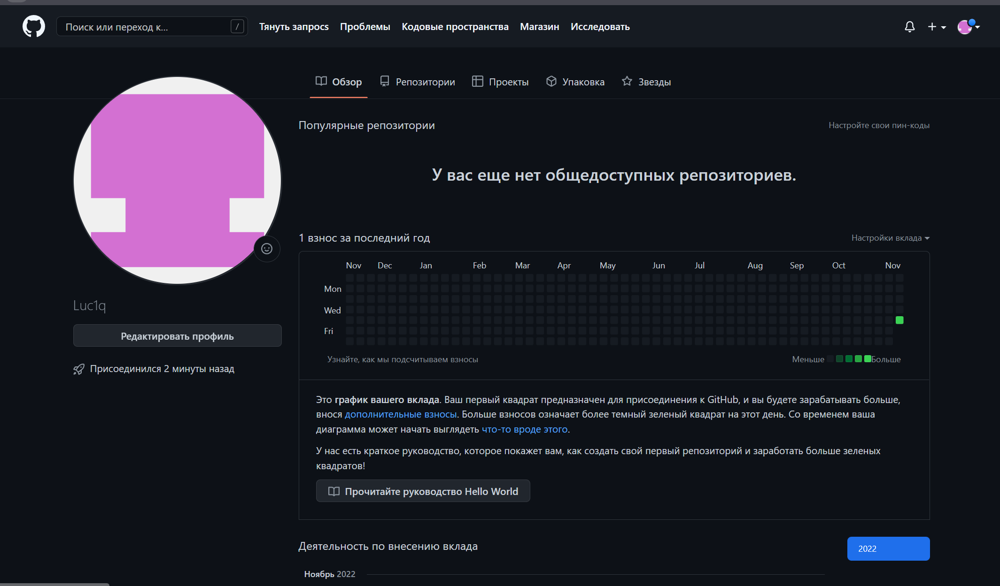 Поиск или переход к...
/
Тянуть запросs
Проблемы
Кодовые пространства
Магазин
Исследовать
Обзор
Репозитории
Проекты
Упаковка
Звезды
Популярные репозитории
Настройте свои пин-коды
У вас еще нет общедоступных репозиториев.
1 взнос за последний год
Настройки вклада
Nov Dec Jan Feb Mar Apr May Jun Jul Aug Sep Oct Nov
Mon
Wed
Fri
Узнайте, как мы подсчитываем взносы
Меньше
Больше
Luc1q
Редактировать профиль
Присоединился 2 минуты назад
Это график вашего вклада. Ваш первый квадрат предназначен для присоединения к GitHub, и вы будете зарабатывать больше,
внося дополнительные взносы. Больше взносов означает более темный зеленый квадрат на этот день. Со временем ваша
диаграмма может начать выглядеть что-то вроде этого.
У нас есть краткое руководство, которое покажет вам, как создать свой первый репозиторий и заработать больше зеленых
квадратов!
Прочитайте руководство Hello World
Деятельность по внесению вклада
2022
Ноябрь 2022